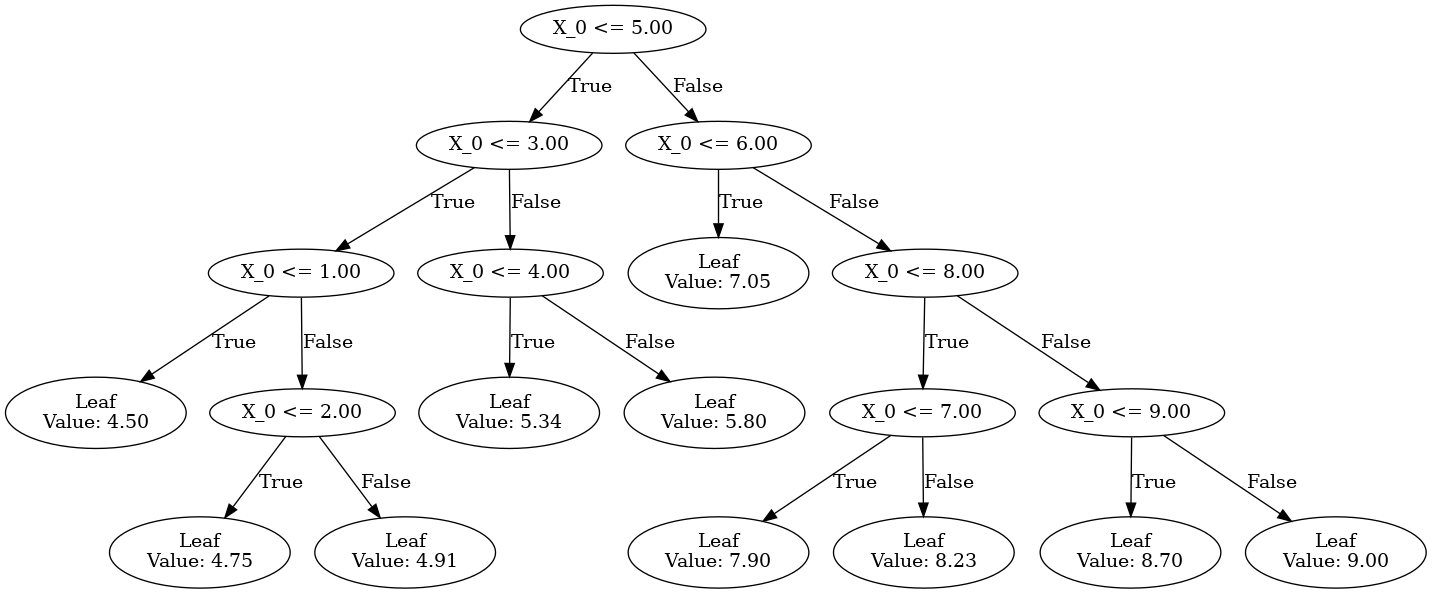 X_0 <= 5.00
True
False
X_0 <= 3.00
X_0 <= 6.00
True
False
True
False
X_0 <= 1.00
X_0 <= 4.00
Leaf
Value: 7.05
X_0 <= 8.00
True
False
True
False
True
False
Leaf
Value: 4.50
X_0 <= 2.00
Leaf
Value: 5.34
Leaf
Value: 5.80
X_0 <= 7.00
X_0 <= 9.00
True
False
True
False
True
False
Leaf
Value: 4.75
Leaf
Value: 4.91
Leaf
Value: 7.90
Leaf
Value: 8.23
Leaf
Value: 8.70
Leaf
Value: 9.00